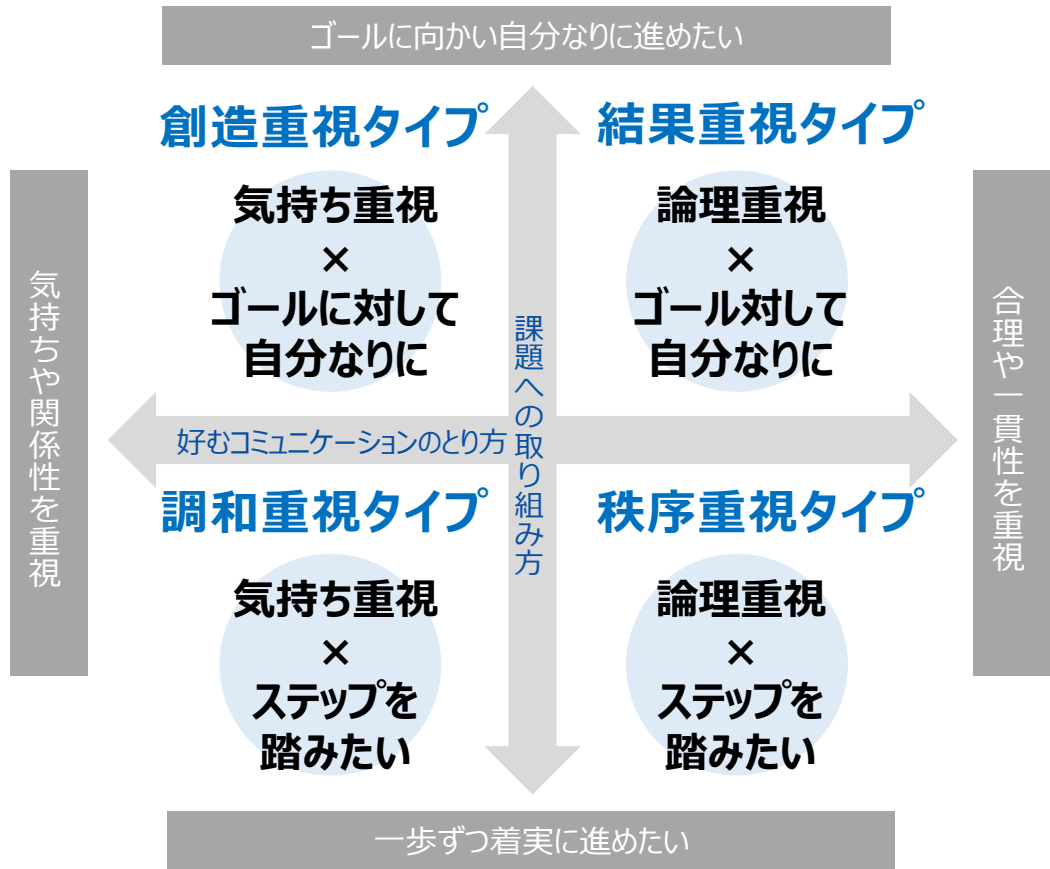 ゴールに向かい自分なりに進めたい
創造重視タイプ
結果重視タイプ
気持ち重視
×
ゴールに対して
自分なりに
論理重視
×
ゴール対して
自分なりに
気持ちや関係性を重視
課題への取り組み方
合理や一貫性を重視
好むコミュニケーションのとり方
調和重視タイプ
秩序重視タイプ
気持ち重視
×
ステップを
踏みたい
論理重視
×
ステップを
踏みたい
一歩ずつ着実に進めたい